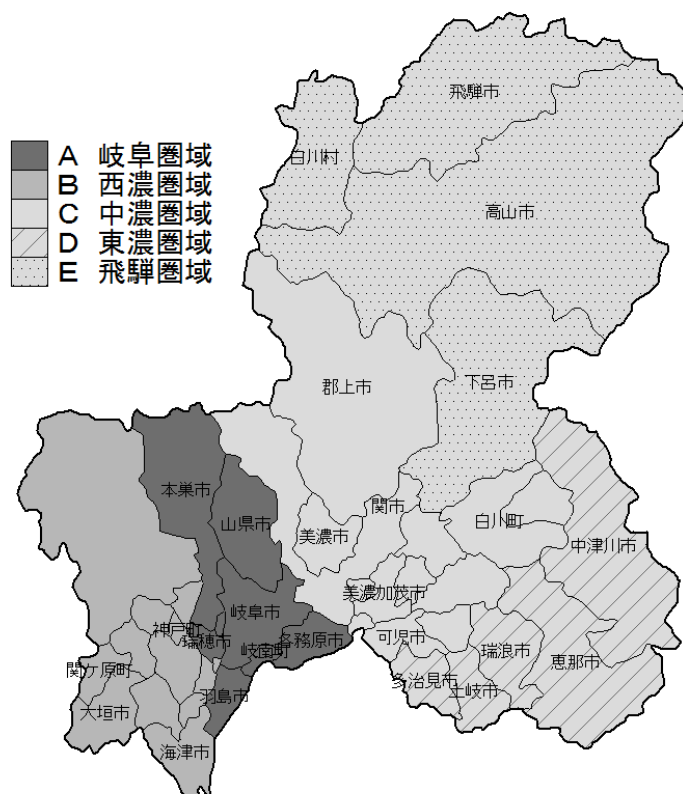 飛騨市
白川村
A 岐阜圏域
B 西濃圏域
C 中濃圏域
D 東濃圏域
E 飛騨圏域
高山市
郡上市
下呂市
本巣市
山県市
美濃市
関市
白川町
中津川市
美濃加茂市
岐阜市
神戸町
瑞穂市
岐南町
各務原市
可児市
瑞浪市
恵那市
関ケ原町
多治見市
土岐市
羽島市
大垣市
海津市